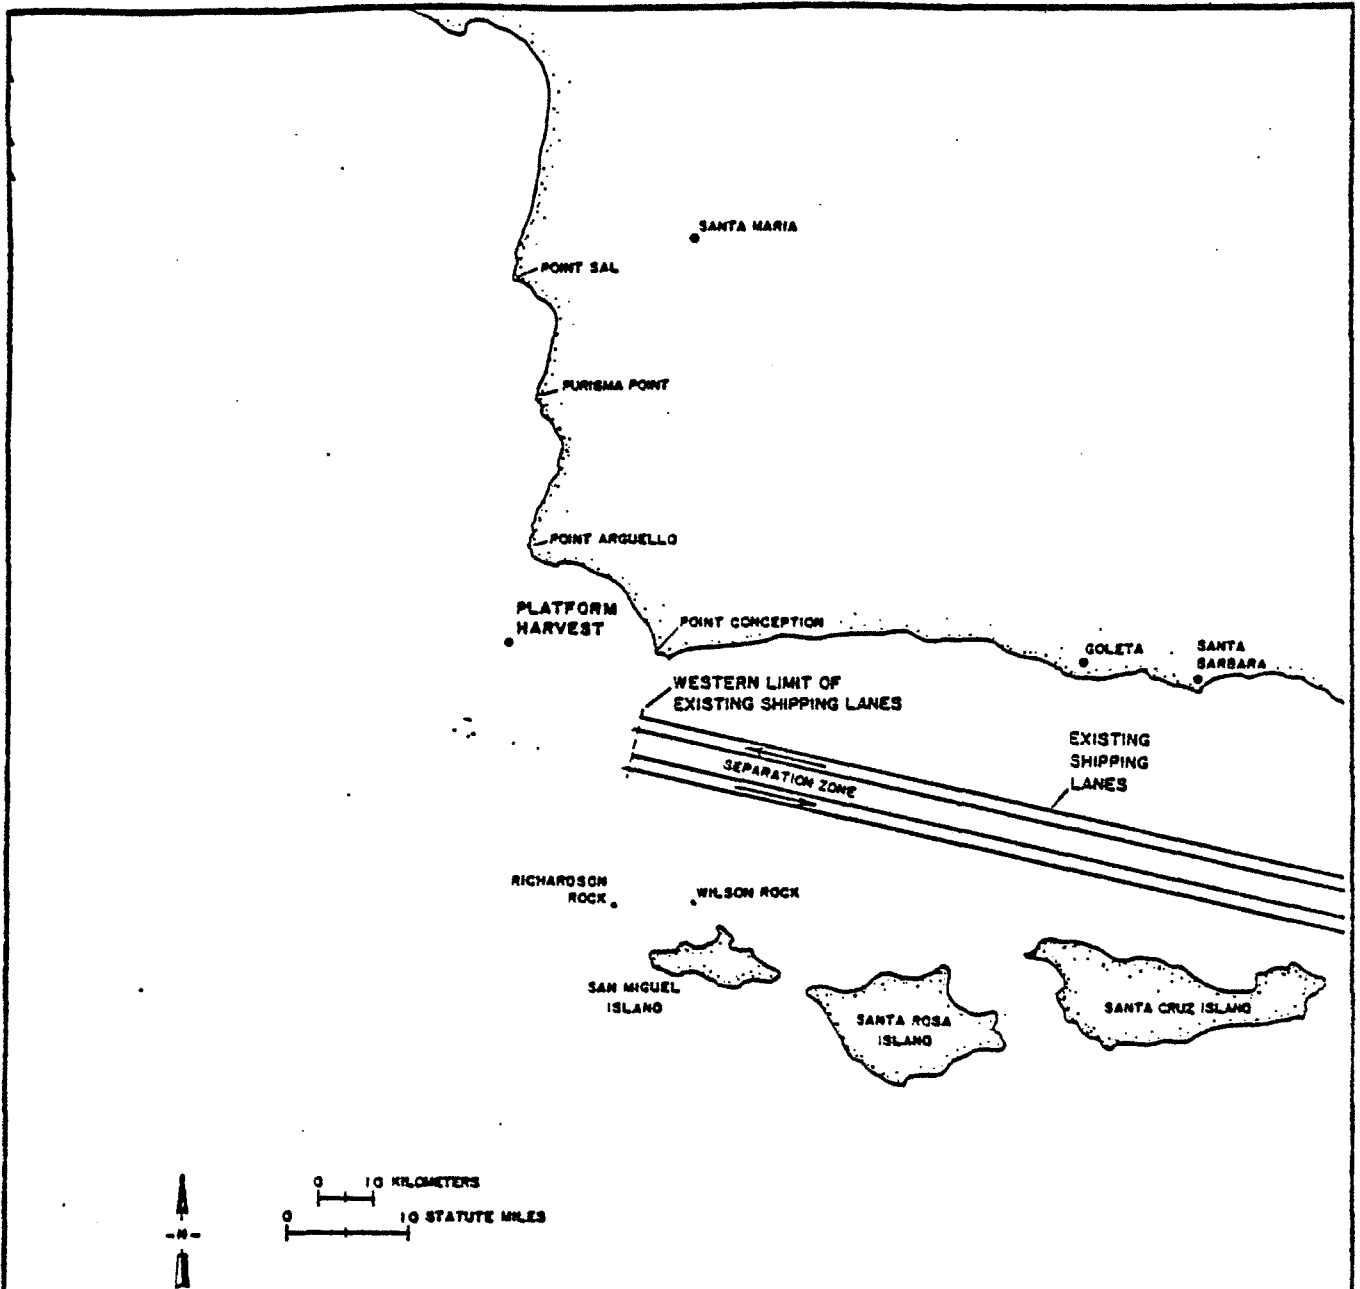 SANTA MARIA
POINT SAL
PURISMA POINT
POINT ARGUELLO
PLATFORM
HARVEST
POINT CONCEPTION
GOLETA
SANTA
BARBARA
WESTERN LIMIT OF
EXISTING SHIPPING LANES
EXISTING
SHIPPING
LANES
SEPARATION ZONE
RICHARDSON
ROCK
WILSON ROCK
SAN MIGUEL
ISLAND
SANTA ROSA
ISLAND
SANTA CRUZ ISLAND
0 10 KILOMETERS
0 10 STATUTE MILES
-N-